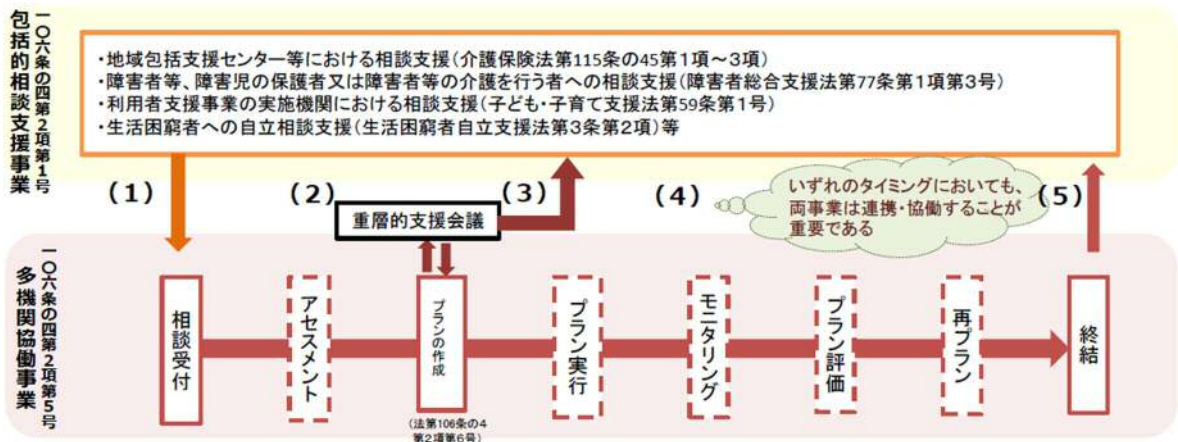 一〇六条の四第2項第1号
包括的相談支援事業
・地域包括支援センター等における相談支援(介護保険法第115条の45第1項～3項)
・障害者等、障害児の保護者又は障害者等の介護を行う者への相談支援(障害者総合支援法第77条第1項第3号)
・利用者支援事業の実施機関における相談支援(子ども・子育て支援法第59条第1号)
・生活困窮者への自立相談支援(生活困窮者自立支援法第3条第2項)等
(1)
(2)
(3)
(4)
(5)
いずれのタイミングにおいても、
両事業は連携・協働することが
重要である
重層的支援会議
一〇六条の四第2項第5号
多機関協働事業
相談受付
アセスメント
プランの作成
プラン実行
モニタリング
プラン評価
再プラン
終結
(法第106条の4
第2項第6号)